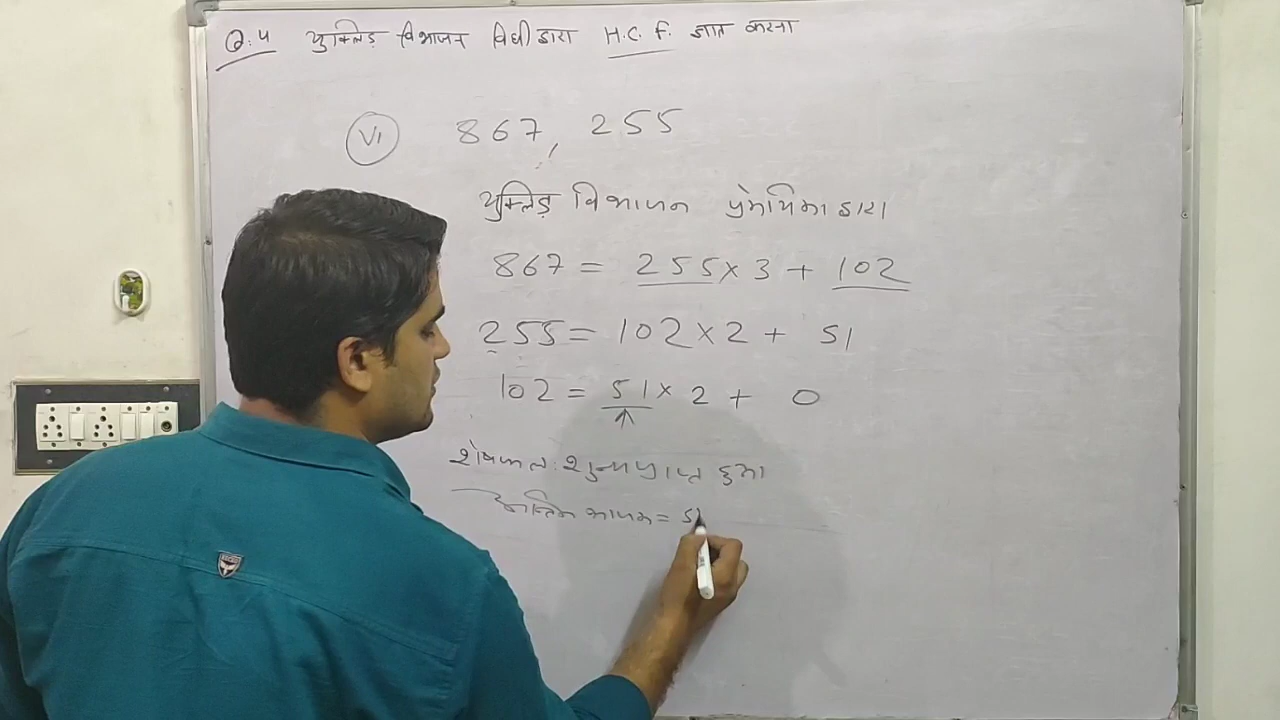 Q.4 युक्लिड विभाजन विधी द्वारा H.C.F. ज्ञात करना
VI 867, 255
युक्लिड विभाजन प्रमेयिका द्वारा
867 = 255 × 3 + 102
255 = 102 × 2 + 51
102 = 51 × 2 + 0
शेषफल शून्य प्राप्त हुआ
अन्तिम भाजक = 51